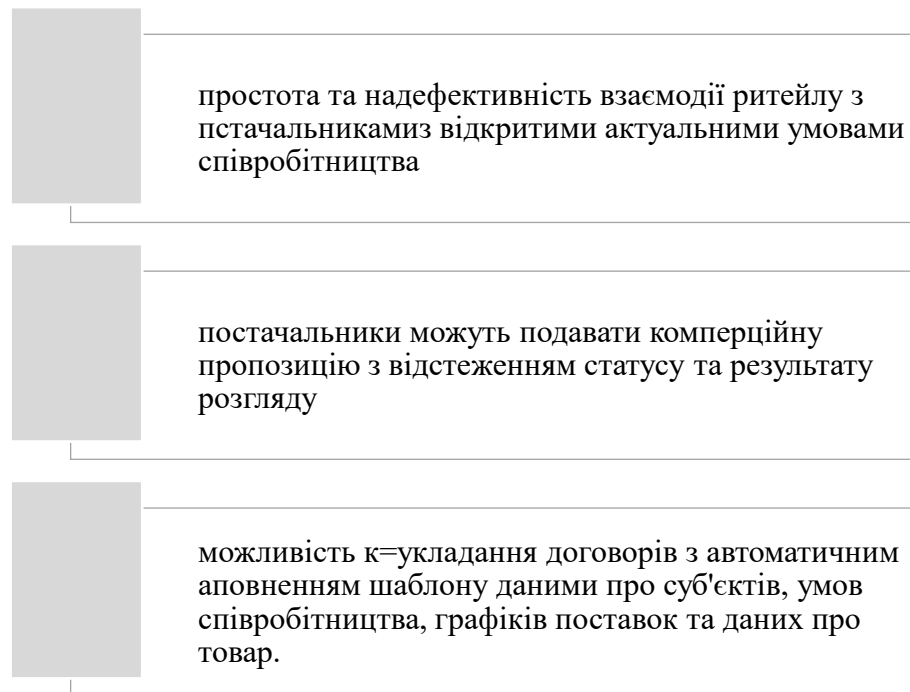 простота та надефективність взаємодії ритейлу з
пстачальникамиз відкритими актуальними умовами
співробітництва
постачальники можуть подавати комперційну
пропозицію з відстеженням статусу та результату
розгляду
можливість к=укладання договорів з автоматичним
аповненням шаблону даними про суб'єктів, умов
співробітництва, графіків поставок та даних про
товар.